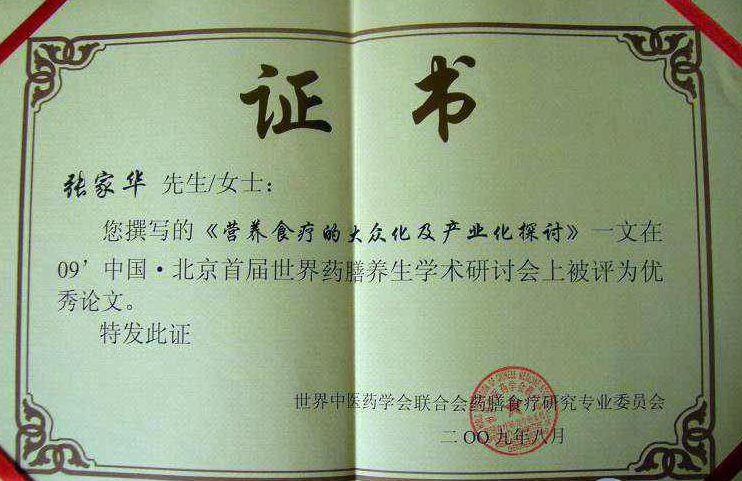 证书
张家华 先生/女士：
您撰写的《营养食疗的大众化及产业化探讨》一文在
09’中国·北京首届世界药膳养生学术研讨会上被评为优
秀论文。
特发此证
世界中医药学会联合会药膳食疗研究专业委员会
二OO九年八月